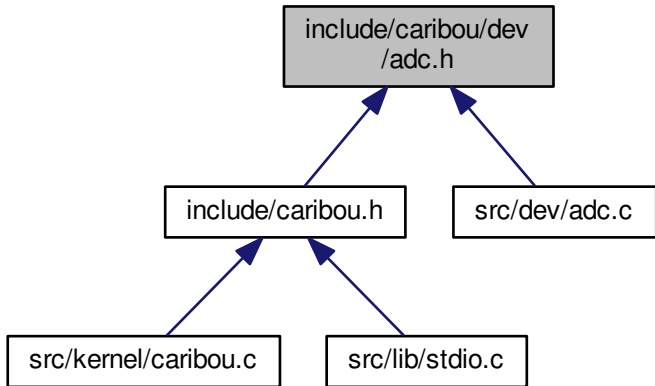 include/caribou/dev
/adc.h
include/caribou.h
src/dev/adc.c
src/kernel/caribou.c
src/lib/stdio.c